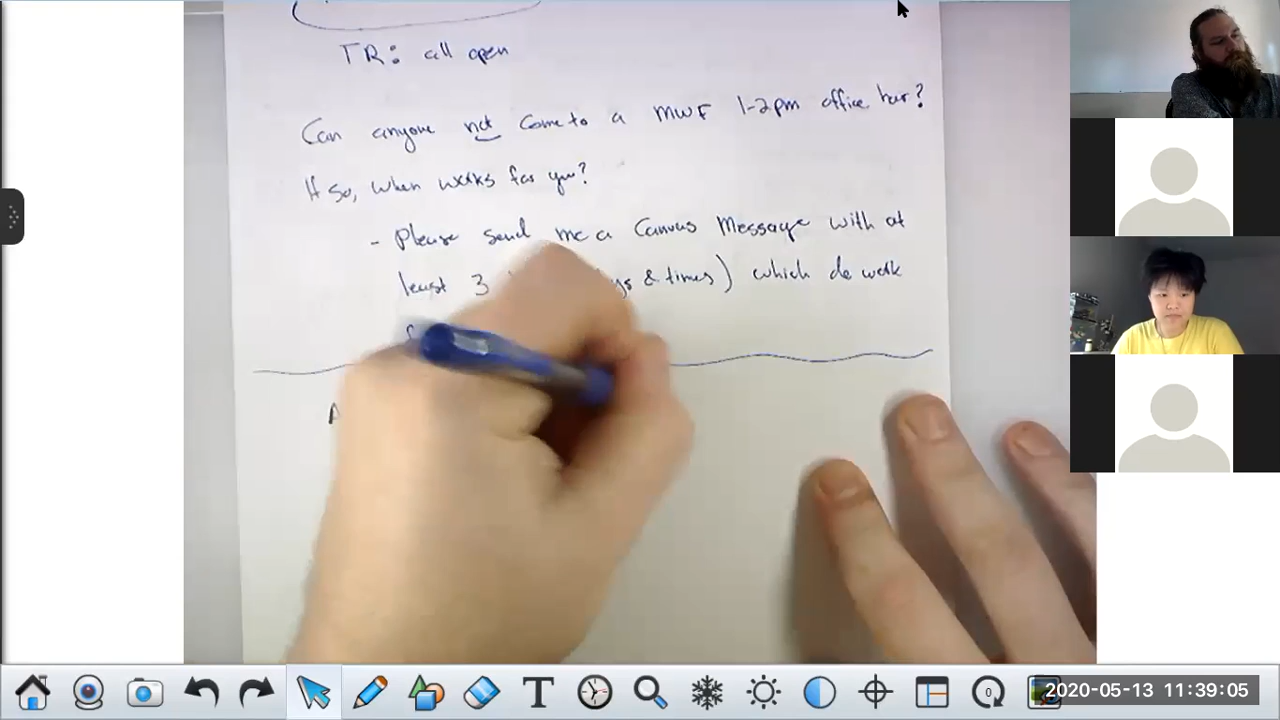 TR: all open
Can anyone not come to a MWF 1-2pm office hour?
If so, when works for you?
- Please send me a Canvas Message with at
least 3 & times) which do work
2020-05-13 11:39:05